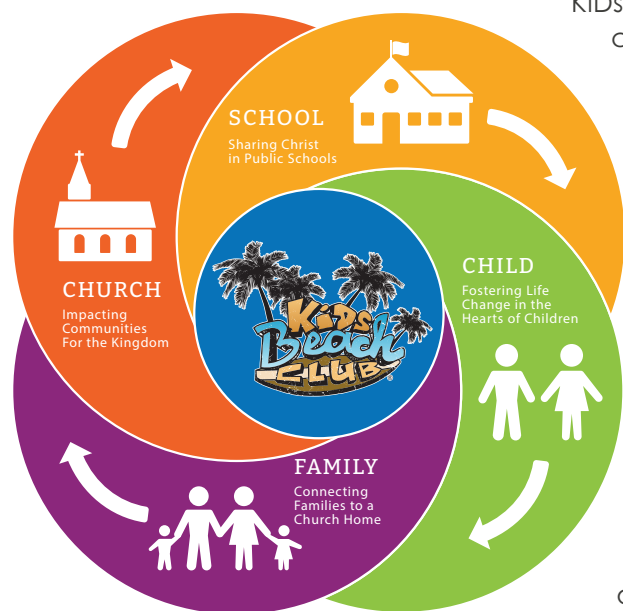 KIDS
SCHOOL
Sharing Christ
in Public Schools
CHURCH
Impacting
Communities
For the Kingdom
KiDS
Beach
CLUB
®
CHILD
Fostering Life
Change in the
Hearts of Children
FAMILY
Connecting
Families to a
Church Home